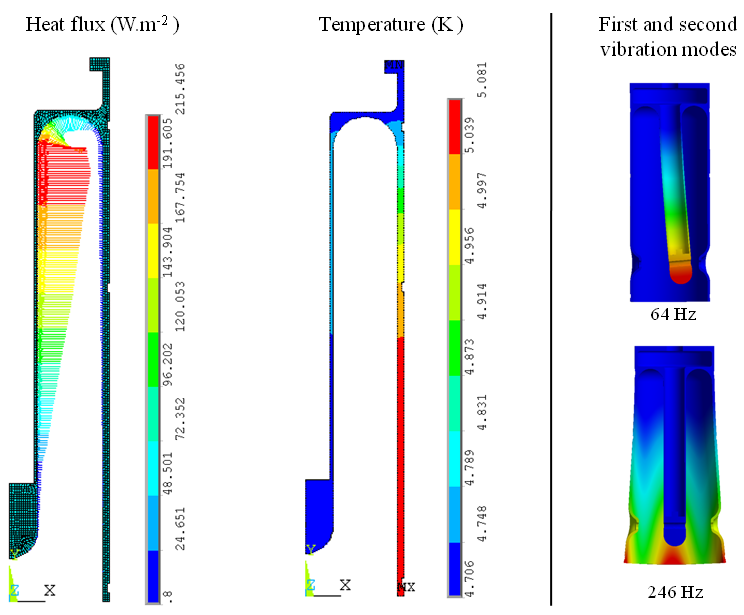 Heat flux (W.m-2 )
Temperature (K )
First and second
vibration modes
215.456
191.605
167.754
143.904
120.053
96.202
72.352
48.501
24.651
.8
Y
Z
X
MN
5.081
5.039
4.997
4.956
4.914
4.873
4.831
4.789
4.748
4.706
Y
Z
X
MX
64 Hz
246 Hz